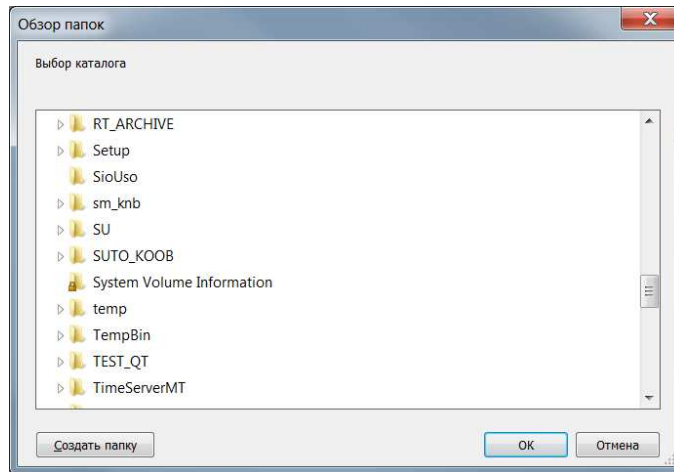 Обзор папок
Выбор каталога
RT_ARCHIVE
Setup
SioUso
sm_knb
SU
SUTO_KOOB
System Volume Information
temp
TempBin
TEST_QT
TimeServerMT
Создать папку
ОК
Отмена